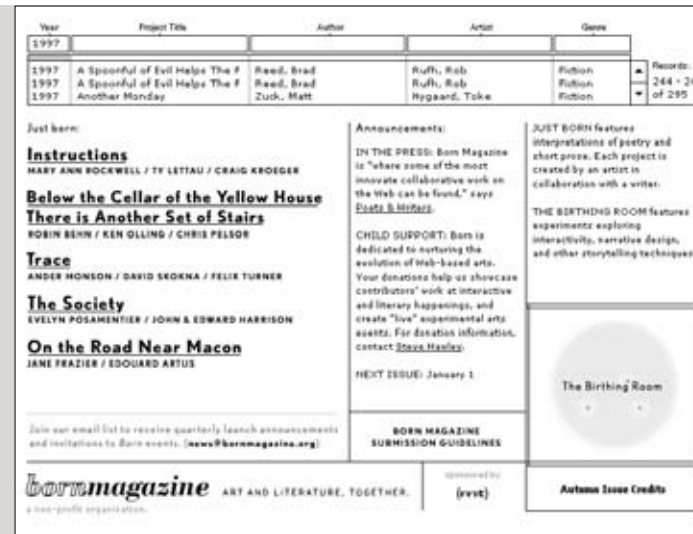 Year Project Title Author Artist Genre
1997
1997 A Spoonful of Evil Helps The F Reed, Brad Rufh, Rob Fiction
1997 A Spoonful of Evil Helps The F Reed, Brad Rufh, Rob Fiction
1997 Another Monday Zuck, Matt Nygaard, Toke Fiction
Records:
244 - 2
of 295
Just born:
Instructions
MARY ANN ROCKWELL / TY LETTAU / CRAIG KROEGER
Below the Cellar of the Yellow House
There is Another Set of Stairs
ROBIN BEHN / KEN OLLING / CHRIS PELSOR
Trace
ANDER MONSON / DAVID SKOKNA / FELIX TURNER
The Society
EVELYN POSAMENTIER / JOHN & EDWARD HARRISON
On the Road Near Macon
JANE FRAZIER / EDOUARD ARTUS
Join our email list to receive quarterly launch announcements
and invitations to Born events. (news@bornmagazine.org)
Announcements:
IN THE PRESS: Born Magazine
is "where some of the most
innovate collaborative work on
the Web can be found," says
Poets & Writers.
CHILD SUPPORT: Born is
dedicated to nurturing the
evolution of Web-based arts.
Your donations help us showcase
contributors' work at interactive
and literary happenings, and
create "live" experimental arts
events. For donation information,
contact Steve Hawley.
NEXT ISSUE: January 1
BORN MAGAZINE
SUBMISSION GUIDELINES
JUST BORN features
interpretations of poetry and
short prose. Each project is
created by an artist in
collaboration with a writer.
THE BIRTHING ROOM features
experiments exploring
interactivity, narrative design,
and other storytelling techniques
The Birthing Room
bornmagazine ART AND LITERATURE. TOGETHER.
a non-profit organization.
sponsored by
Autumn Issue Credits